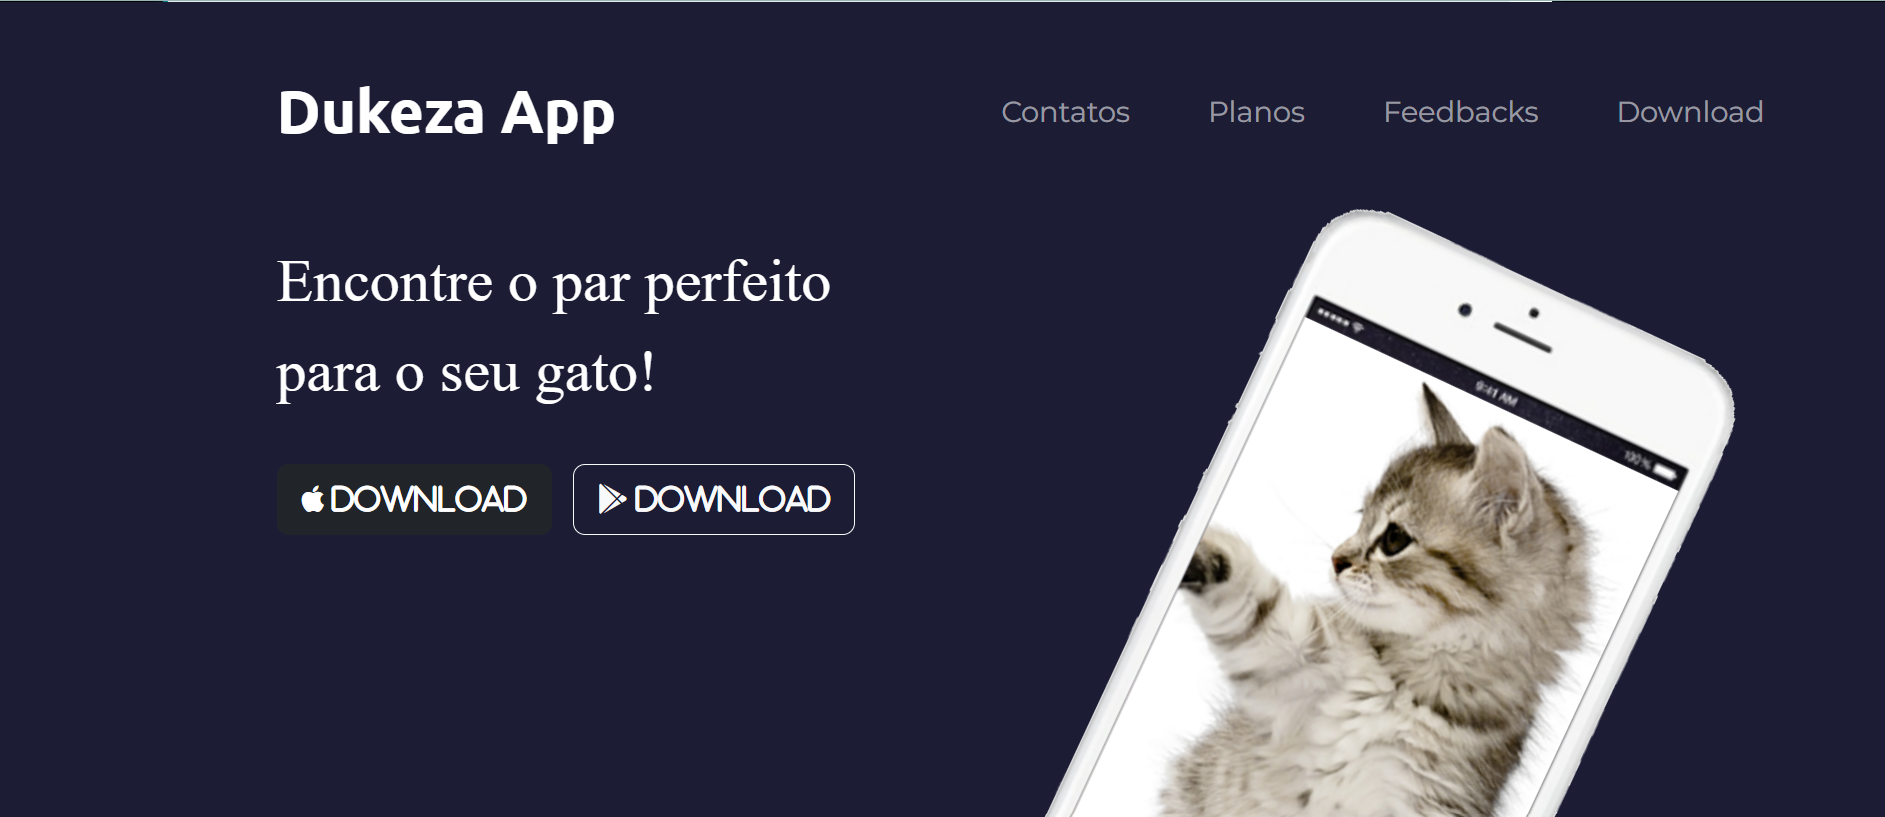 Dukeza App
Contatos Planos Feedbacks Download
Encontre o par perfeito
para o seu gato!
DOWNLOAD DOWNLOAD
9:41 AM
100%